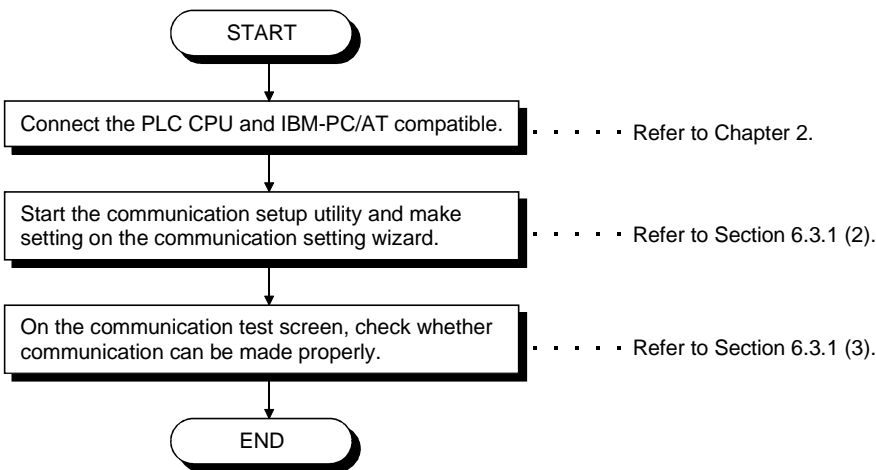 START
Connect the PLC CPU and IBM-PC/AT compatible.
Refer to Chapter 2.
Start the communication setup utility and make
setting on the communication setting wizard.
Refer to Section 6.3.1 (2).
On the communication test screen, check whether
communication can be made properly.
Refer to Section 6.3.1 (3).
END